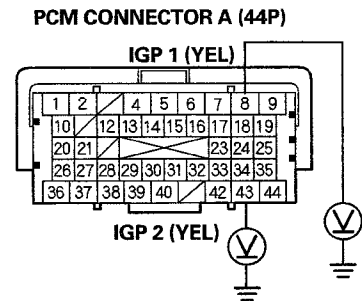 PCM CONNECTOR A (44P)
IGP 1 (YEL)
1 2 4 5 6 7 8 9
10 12 13 14 15 16 17 18 19
20 21 23 24 25
26 27 28 29 30 31 32 33 34 35
36 37 38 39 40 42 43 44
IGP 2 (YEL)
V
V